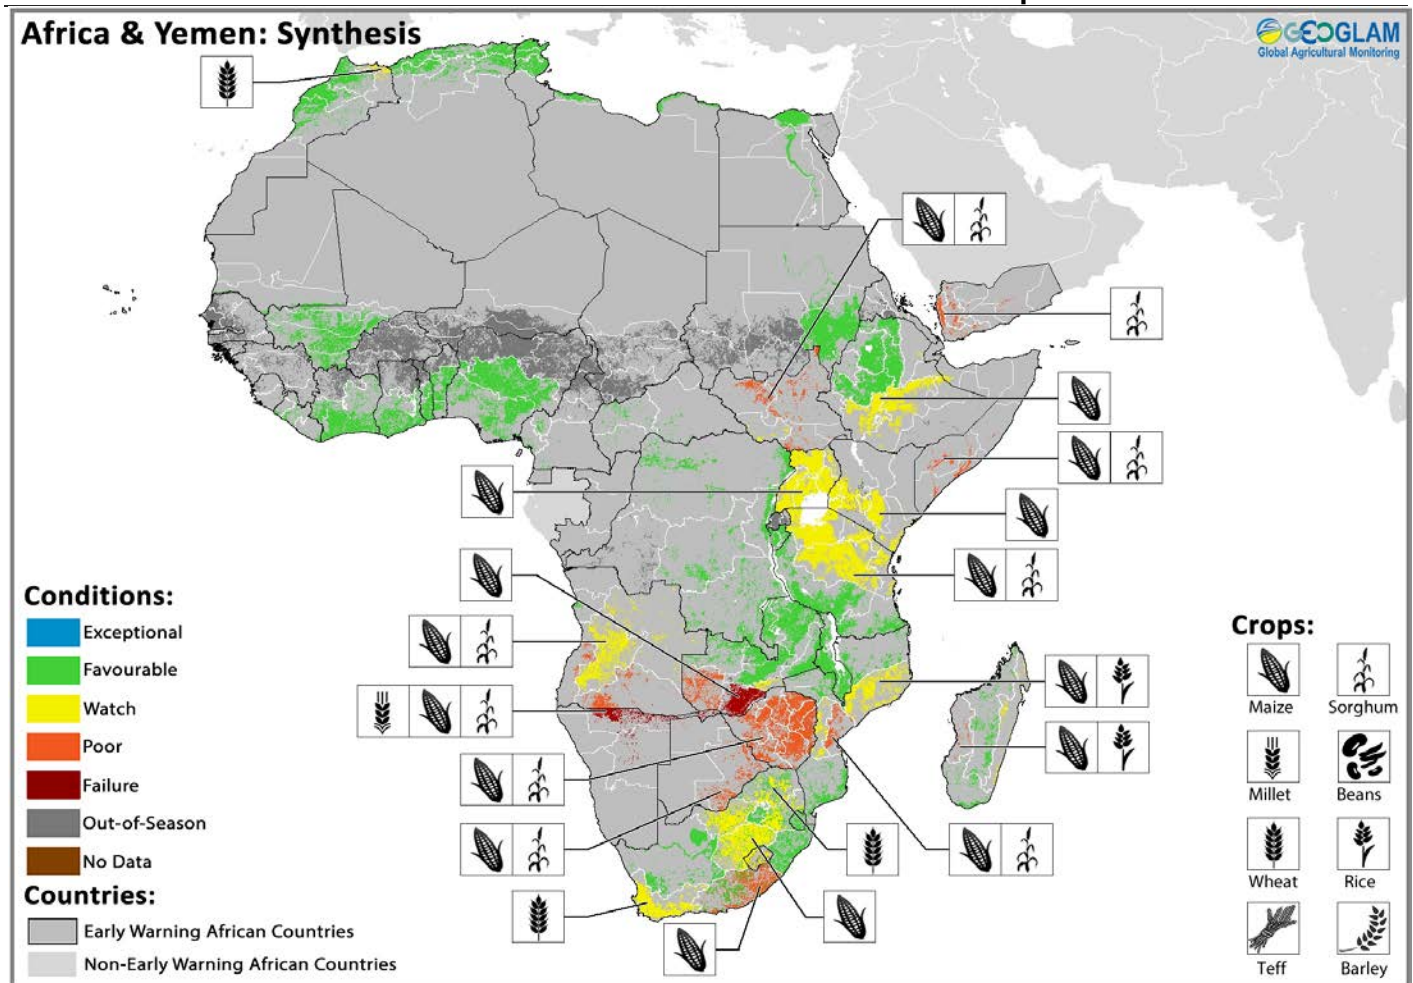 Africa & Yemen: Synthesis
GEOGLAM
Global Agricultural Monitoring
Conditions:
Exceptional
Favourable
Watch
Poor
Failure
Out-of-Season
No Data
Countries:
Early Warning African Countries
Non-Early Warning African Countries
Crops:
Maize
Sorghum
Millet
Beans
Wheat
Rice
Teff
Barley